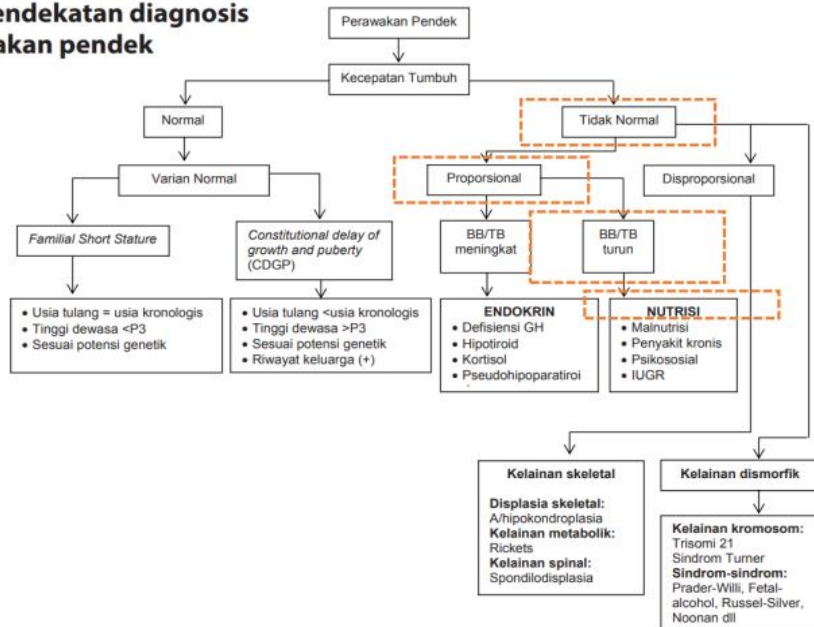 endekatan diagnosis
akan pendek
Perawakan Pendek
Kecepatan Tumbuh
Normal
Tidak Normal
Varian Normal
Proporsional
Disproporsional
Familial Short Stature
Constitutional delay of
growth and puberty
(CDGP)
BB/TB
meningkat
BB/TB
turun
• Usia tulang = usia kronologis
• Tinggi dewasa <P3
• Sesuai potensi genetik
• Usia tulang <usia kronologis
• Tinggi dewasa >P3
• Sesuai potensi genetik
• Riwayat keluarga (+)
ENDOKRIN
• Defisiensi GH
• Hipotiroid
• Kortisol
• Pseudohipoparatiroi
NUTRISI
• Malnutrisi
• Penyakit kronis
• Psikososial
• IUGR
Kelainan skeletal
Displasia skeletal:
A/hipokondroplasia
Kelainan metabolik:
Rickets
Kelainan spinal:
Spondilodisplasia
Kelainan dismorfik
Kelainan kromosom:
Trisomi 21
Sindrom Turner
Sindrom-sindrom:
Prader-Willi, Fetal-
alcohol, Russel-Silver,
Noonan dll